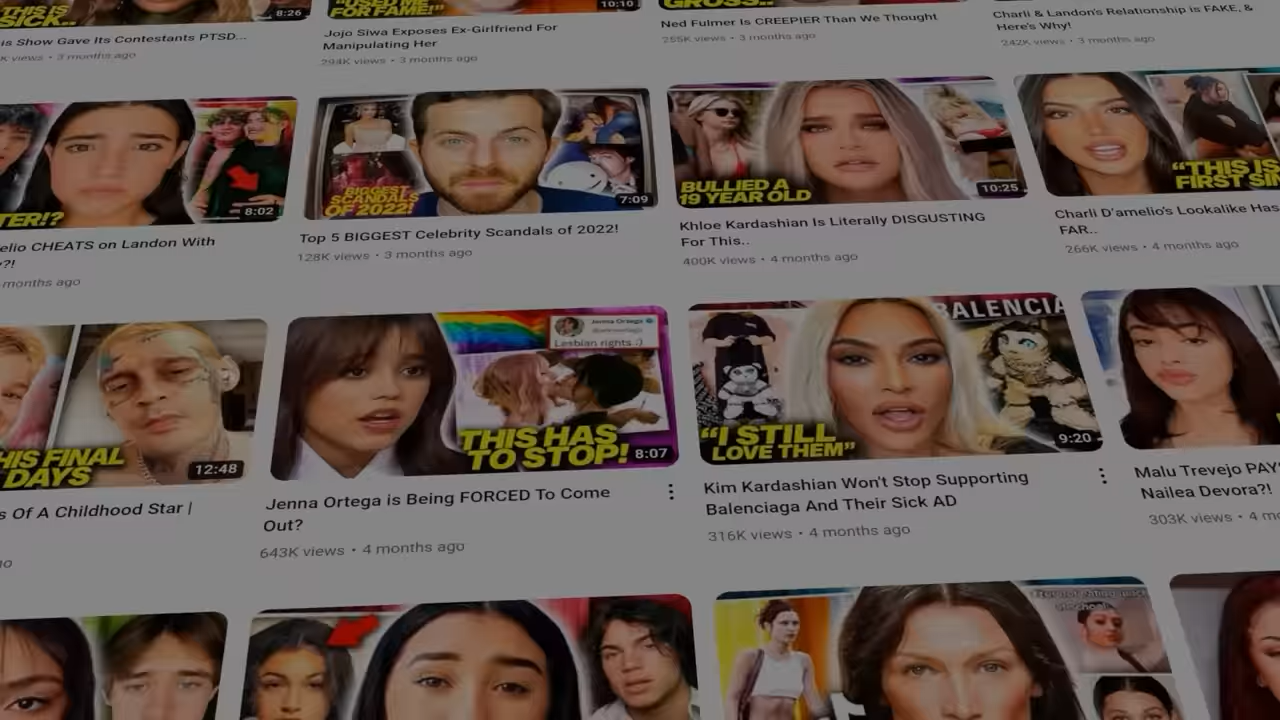 THIS IS
SICK..
8:26
is Show Gave Its Contestants PTSD...
K views • 3 months ago
"USED ME
FOR FAME!"
10:10
Jojo Siwa Exposes Ex-Girlfriend For
Manipulating Her
294K views • 3 months ago
GROSS..
Ned Fulmer Is CREEPIER Than We Thought
255K views • 3 months ago
Charli & Landon's Relationship is FAKE, &
Here's Why!
242K views • 3 months ago
TER!?
8:02
elio CHEATS on Landon With
?!
months ago
BIGGEST
SCANDALS
OF 2022!
7:09
Top 5 BIGGEST Celebrity Scandals of 2022!
128K views • 3 months ago
BULLIED A
19 YEAR OLD
10:25
Khloe Kardashian Is Literally DISGUSTING
For This..
400K views • 4 months ago
"THIS IS
FIRST SIN
Charli D'amelio's Lookalike Has
FAR..
266K views • 4 months ago
HIS FINAL
DAYS
12:48
s Of A Childhood Star |
Jenna Ortega
Lesbian rights :)
THIS HAS
TO STOP!
8:07
Jenna Ortega is Being FORCED To Come
Out?
643K views • 4 months ago
BALENCIA
"I STILL
LOVE THEM"
9:20
Kim Kardashian Won't Stop Supporting
Balenciaga And Their Sick AD
316K views • 4 months ago
Malu Trevejo PAY
Nailea Devora?!
303K views • 4 mo